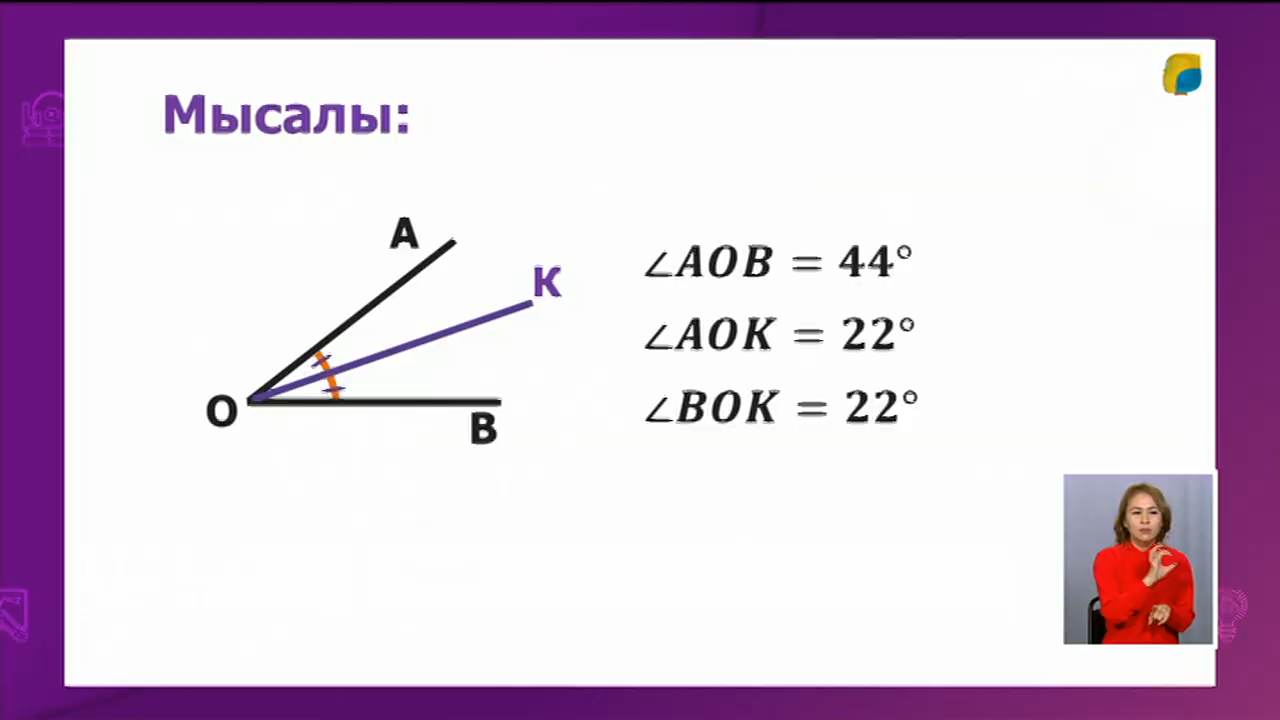 Мысалы:
A
K
O
B
∠AOB = 44°
∠AOK = 22°
∠BOK = 22°